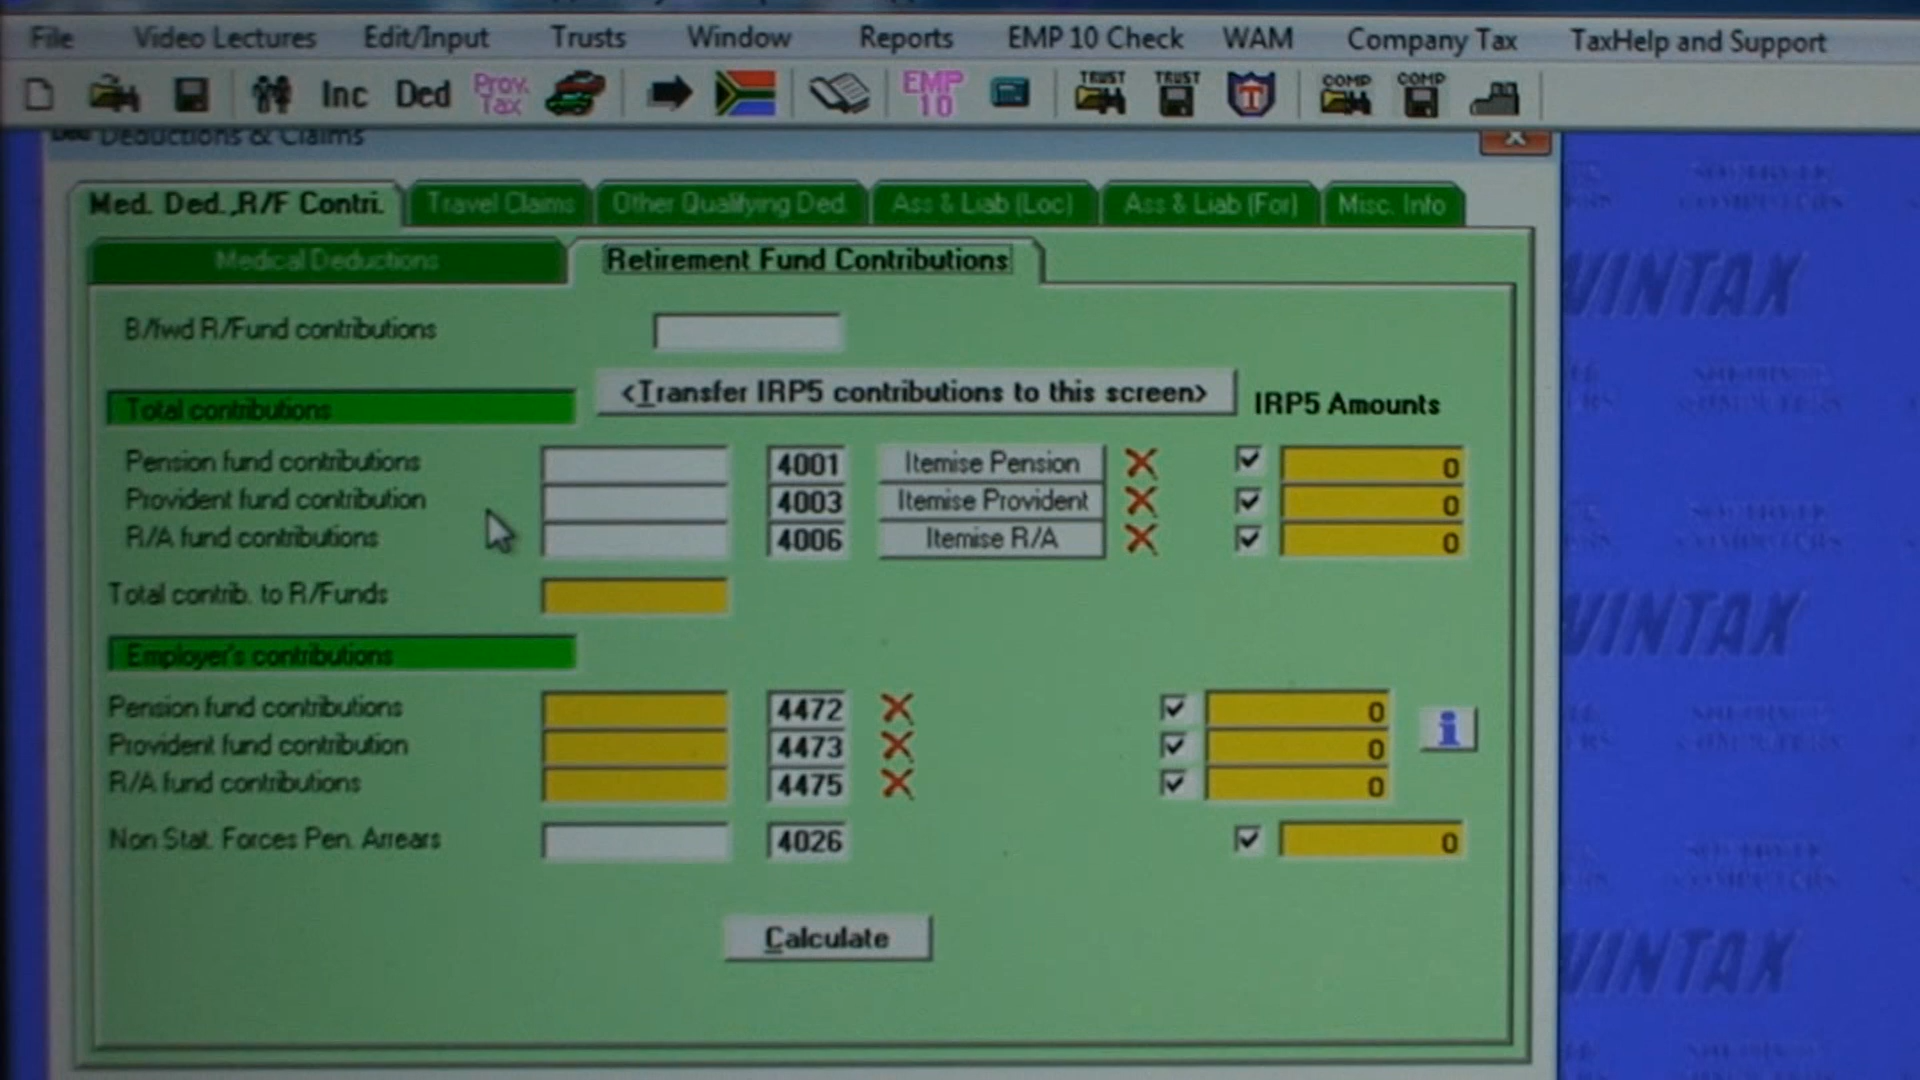 File Video Lectures Edit/Input Trusts Window Reports EMP 10 Check WAM Company Tax TaxHelp and Support
Inc Ded Prov. Tax EMP 10 TRUST TRUST T COMP COMP
Deductions & Claims X
Med. Ded.,R/F Contri. Travel Claims Other Qualifying Ded. Ass & Liab (Loc) Ass & Liab (For) Misc. Info
Medical Deductions Retirement Fund Contributions
B/fwd R/Fund contributions
<Transfer IRP5 contributions to this screen> IRP5 Amounts
Total contributions
Pension fund contributions 4001 Itemise Pension 0
Provident fund contribution 4003 Itemise Provident 0
R/A fund contributions 4006 Itemise R/A 0
Total contrib. to R/Funds
Employer's contributions
Pension fund contributions 4472 0
Provident fund contribution 4473 0
R/A fund contributions 4475 0
i
Non Stat. Forces Pen. Arrears 4026 0
Calculate
WINTAX
WINTAX
WINTAX